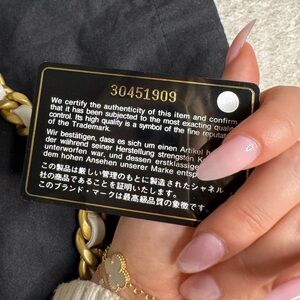 30451909
We certify the authenticity of this item and confirm
that it has been subjected to the most exacting
control. Its high quality is a symbol of the fine
of the Trademark.
Wir bestätigen, dass es sich um einen Artikel
der während seiner Herstellung strengsten
unterworfen war, und dessen
dem hohen Ansehen unserer Marke
この製品は厳しい管理のもとに製造されたシャネル
社の商品であることを証明いたします。
このブランド・マークは最高級品質の象徴です。